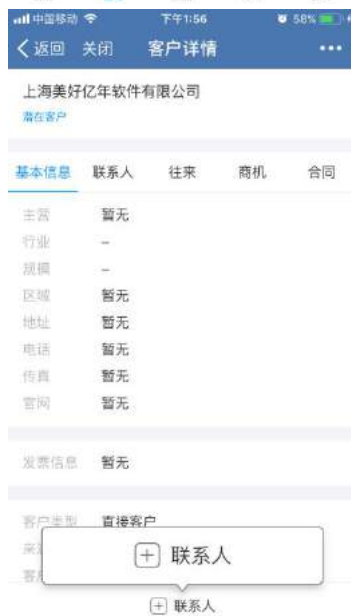 中国移动 下午1:56 58%
返回 关闭 客户详情
上海美好亿年软件有限公司
潜在客户
基本信息 联系人 往来 商机 合同
主营 暂无
行业 –
规模 –
区域 暂无
地址 暂无
电话 暂无
传真 暂无
官网 暂无
发票信息 暂无
客户类型 直接客户
联系人
联系人